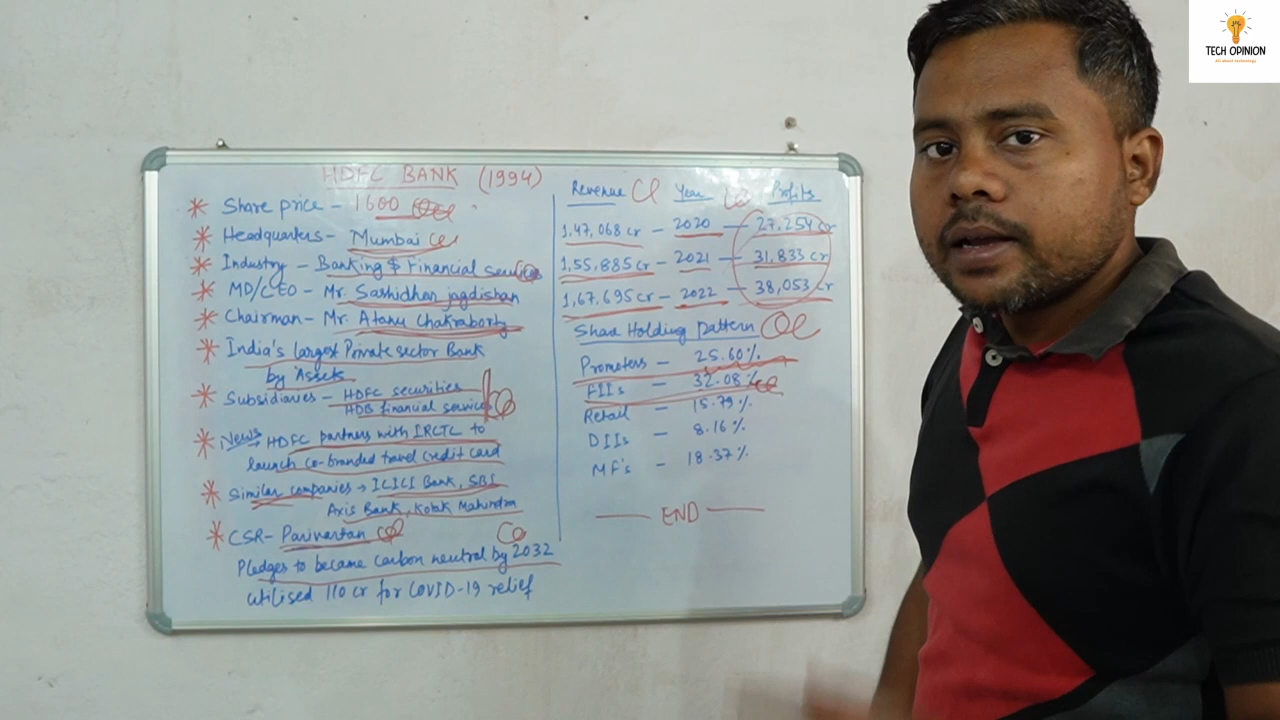 TECH OPINION
All about technology
HDFC BANK (1994)
* Share price - 1600
* Headquarters - Mumbai
* Industry - Banking & Financial services
* MD/CEO - Mr. Sashidhan jagdishan
* Chairman - Mr. Atanu Chakraborty
* India's largest Private sector Bank
by Assets
* Subsidiaries - HDFC securities
HDB financial services
* News → HDFC partners with IRCTC to
launch co-branded travel credit card
* Similar companies → ICICI Bank, SBI
Axis Bank, Kotak Mahindra
* CSR - Parivartan
Pledges to became carbon neutral by 2032
utilised 110 cr for COVID-19 relief
Revenue Year Profits
1,47,068 cr - 2020 - 27,254 cr
1,55,885 cr - 2021 - 31,833 cr
1,67,695 cr - 2022 - 38,053 cr
Share Holding pattern
Promoters - 25.60%
FIIs - 32.08%
Retail - 15.79%
DIIs - 8.16%
MF's - 18.37%
END